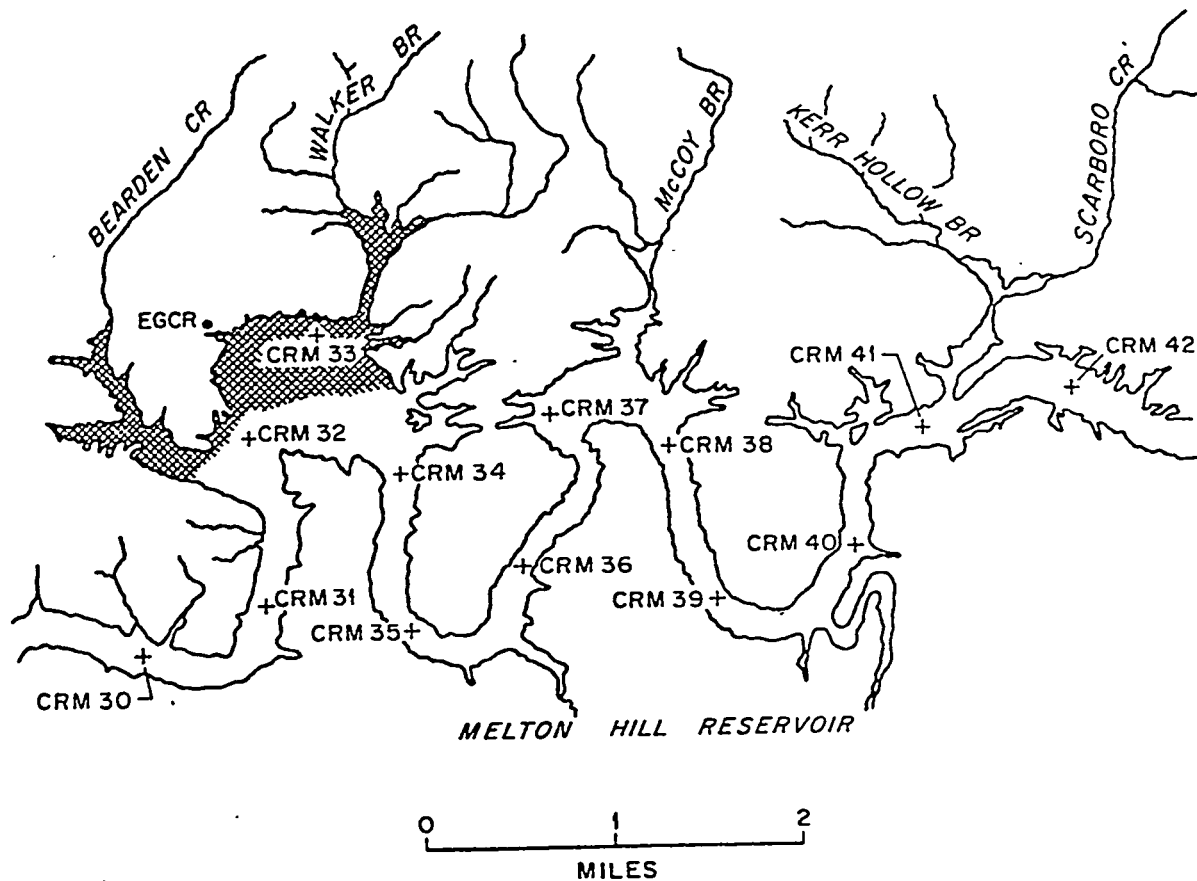 BEARDEN CR
WALKER BR
McCOY BR
KERR HOLLOW BR
SCARBORO CR
EGCR
CRM 33
CRM 41
CRM 42
CRM 32
CRM 37
CRM 38
CRM 34
CRM 40
CRM 36
CRM 31
CRM 39
CRM 35
CRM 30
MELTON HILL RESERVOIR
0 1 2
MILES